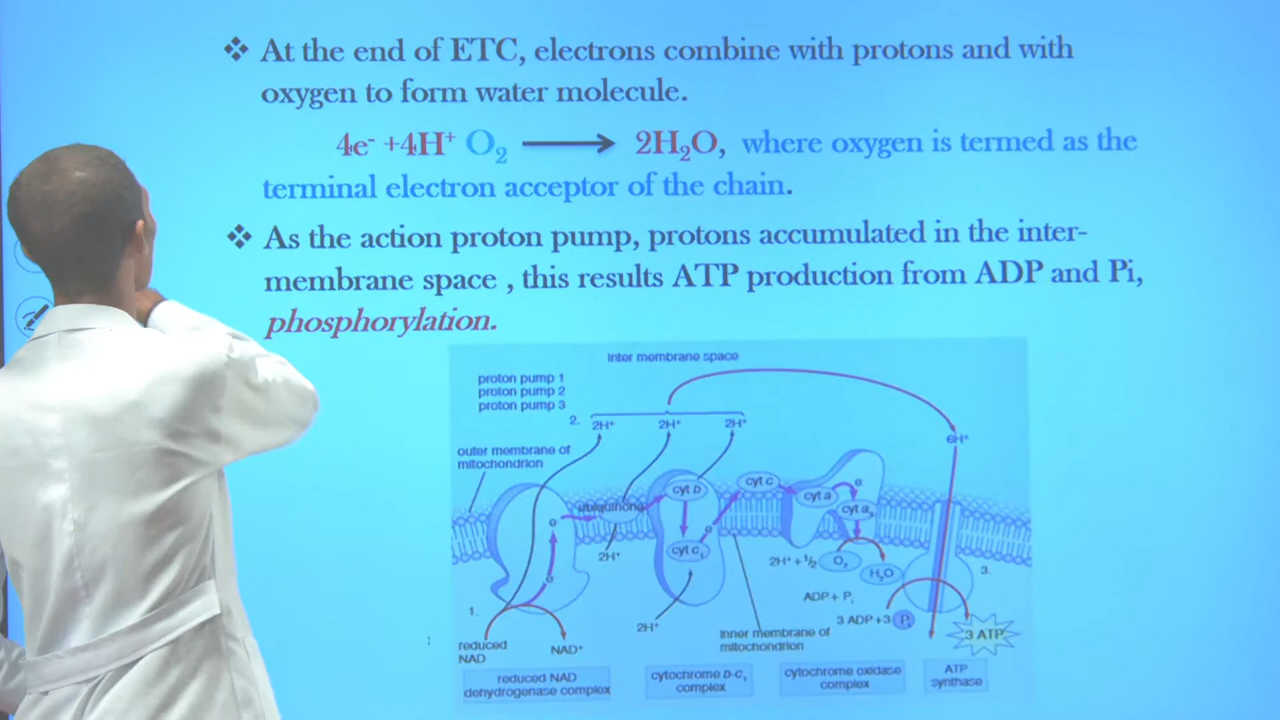 ❖ At the end of ETC, electrons combine with protons and with
oxygen to form water molecule.
4e⁻ +4H⁺ O₂ ⟶ 2H₂O, where oxygen is termed as the
terminal electron acceptor of the chain.
❖ As the action proton pump, protons accumulated in the inter-
membrane space , this results ATP production from ADP and Pi,
phosphorylation.
Inter membrane space
proton pump 1
proton pump 2
proton pump 3
2. 2H⁺ 2H⁺ 2H⁺
6H⁺
outer membrane of
mitochondrion
cyt b
cyt c
cyt a
e⁻
ubiquinone
cyt a₃
e⁻
e⁻
cyt c₁
2H⁺
2H⁺ + ½ O₂
H₂O
3.
e⁻
ADP + Pᵢ
1.
3 ADP +3 Pᵢ
2H⁺
inner membrane of
mitochondrion
3 ATP
reduced
NAD
NAD⁺
reduced NAD
dehydrogenase complex
cytochrome b-c₁
complex
cytochrome oxidase
complex
ATP
synthase